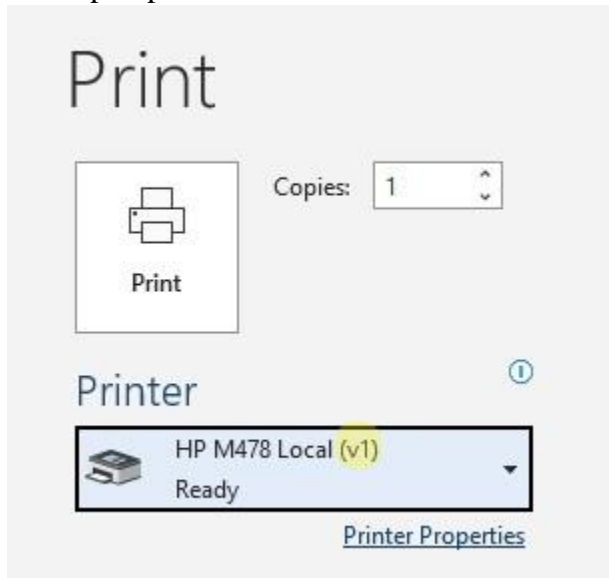 Print
Copies: 1
Print
Printer
HP M478 Local (v1)
Ready
Printer Properties